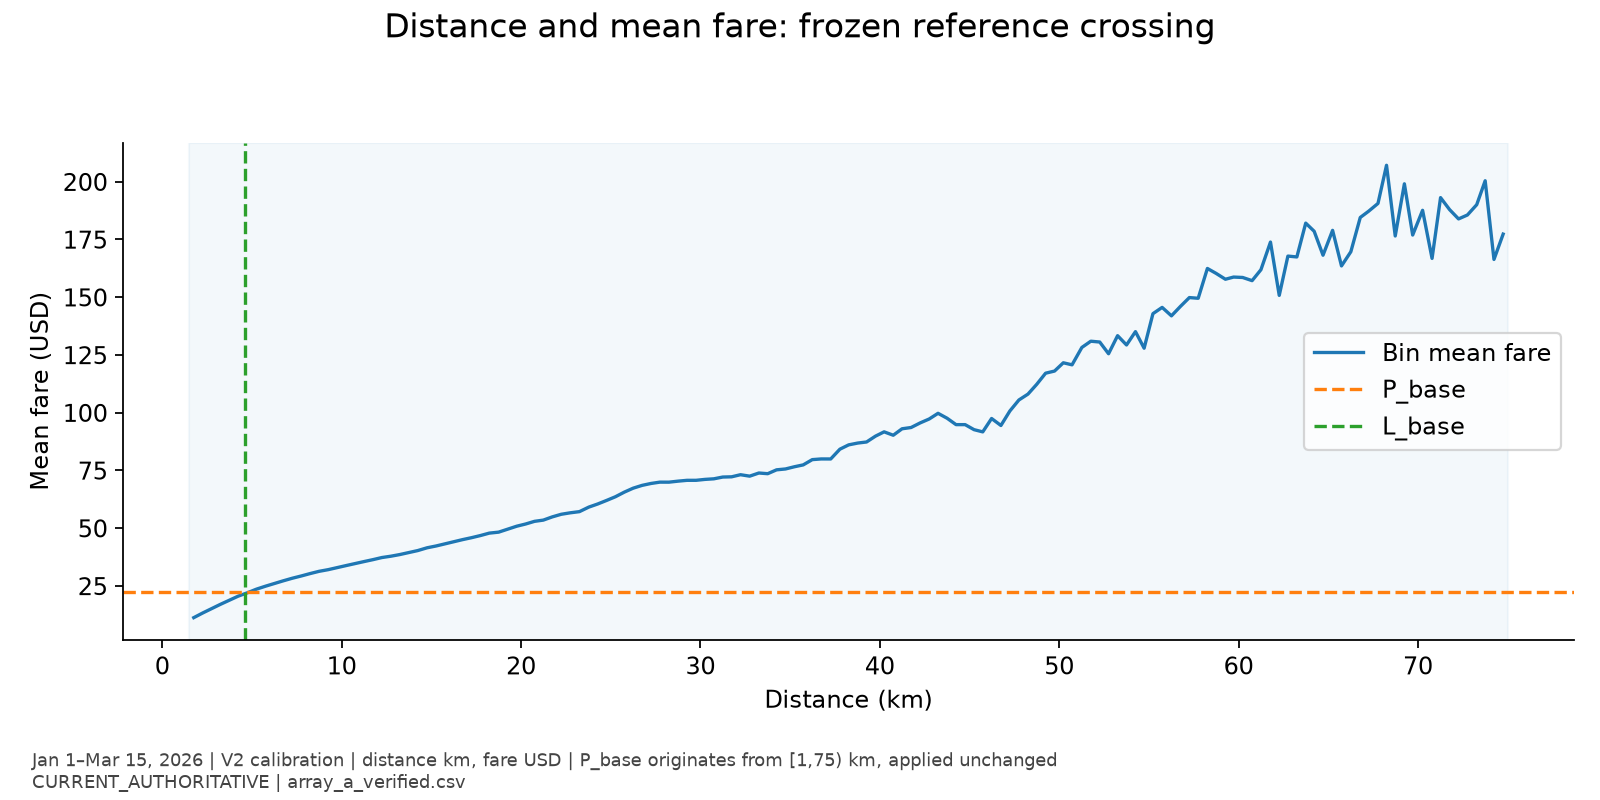 Distance and mean fare: frozen reference crossing
Mean fare (USD)
200
175
150
125
100
75
50
25
Bin mean fare
P_base
L_base
0 10 20 30 40 50 60 70
Distance (km)
Jan 1–Mar 15, 2026 | V2 calibration | distance km, fare USD | P_base originates from [1,75) km, applied unchanged
CURRENT_AUTHORITATIVE | array_a_verified.csv